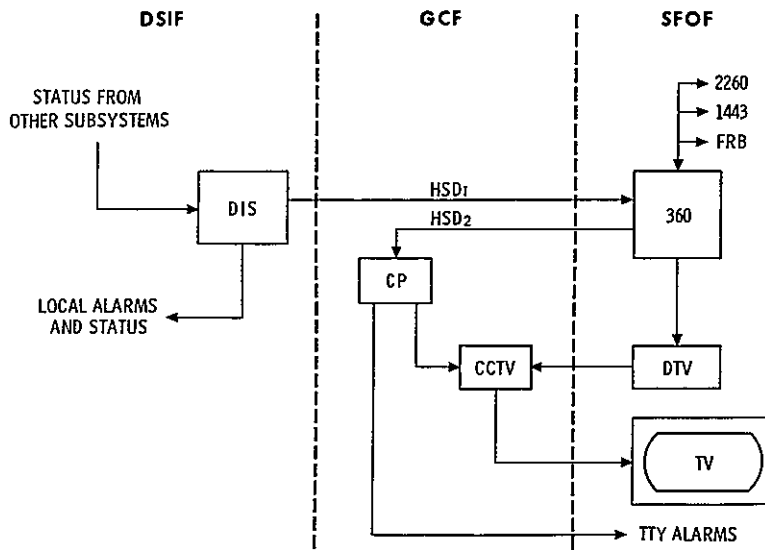 DSIF
GCF
SFOF
STATUS FROM
OTHER SUBSYSTEMS
2260
1443
FRB
DIS
HSD1
HSD2
360
CP
LOCAL ALARMS
AND STATUS
CCTV
DTV
TV
TTY ALARMS